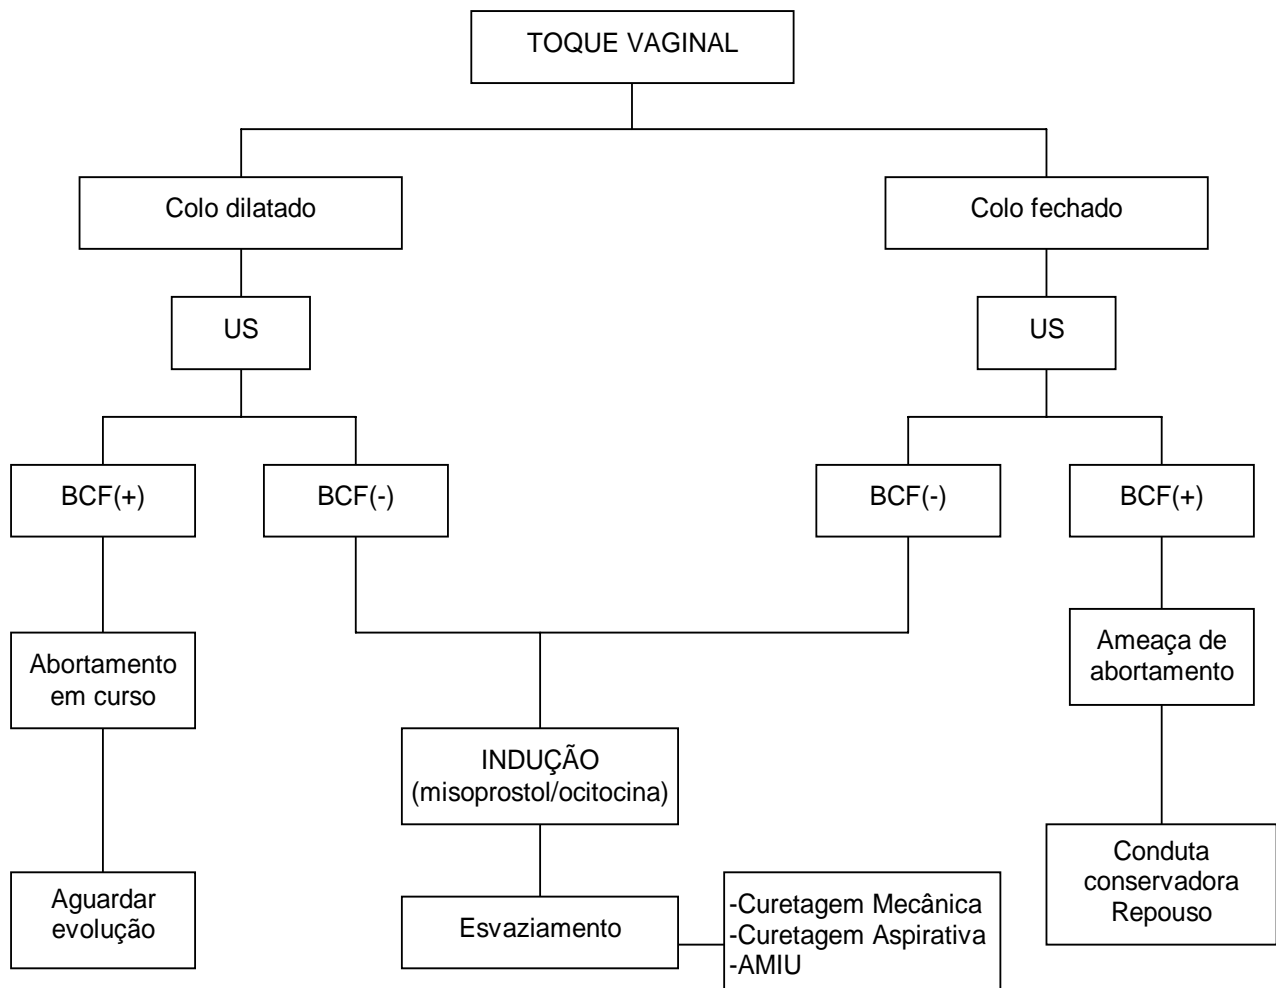 TOQUE VAGINAL
Colo dilatado
Colo fechado
US
US
BCF(+)
BCF(-)
BCF(-)
BCF(+)
Abortamento
em curso
Ameaça de
abortamento
INDUÇÃO
(misoprostol/ocitocina)
Aguardar
evolução
Esvaziamento
-Curetagem Mecânica
-Curetagem Aspirativa
-AMIU
Conduta
conservadora
Repouso